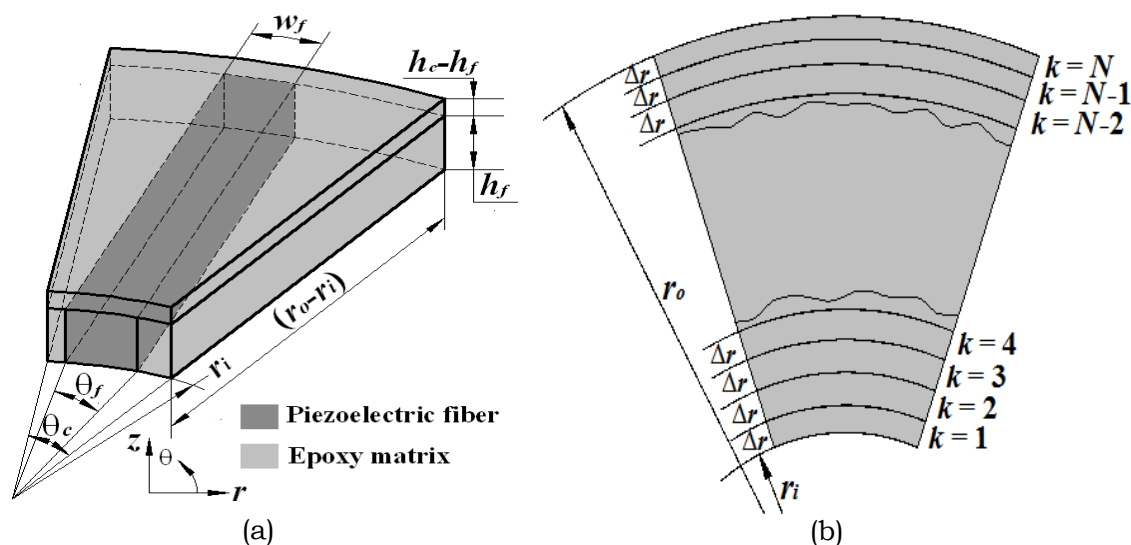 w_f
h_c-h_f
h_f
(r_o-r_i)
r_i
θ_f
θ_c
z
θ
r
Piezoelectric fiber
Epoxy matrix
(a)
Δr
Δr
Δr
k = N
k = N-1
k = N-2
r_o
Δr
Δr
Δr
Δr
k = 4
k = 3
k = 2
k = 1
r_i
(b)